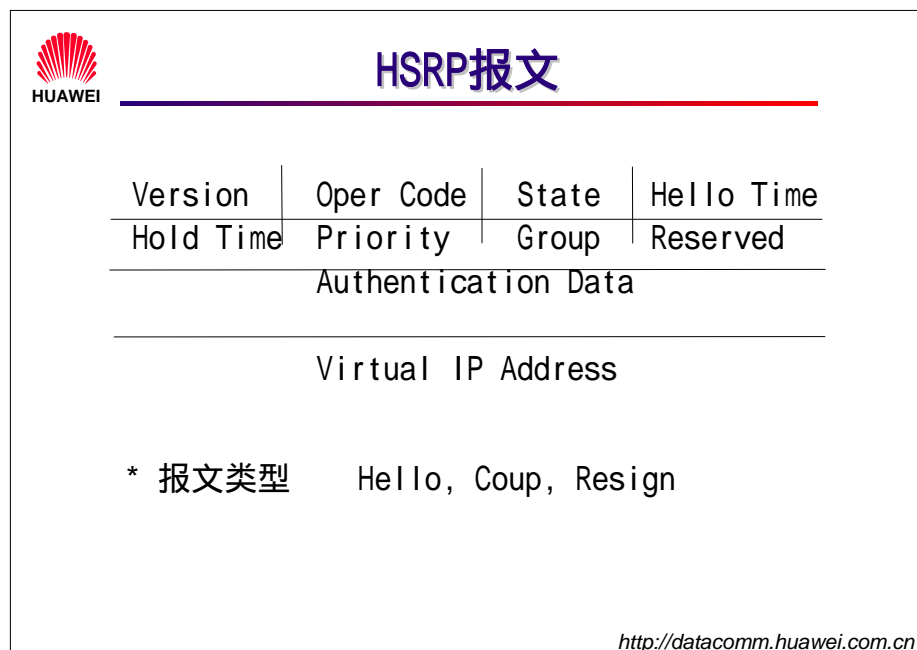 HUAWEI
HSRP报文
Version Oper Code State Hello Time
Hold Time Priority Group Reserved
Authentication Data
Virtual IP Address
* 报文类型 Hello, Coup, Resign
http://datacomm.huawei.com.cn